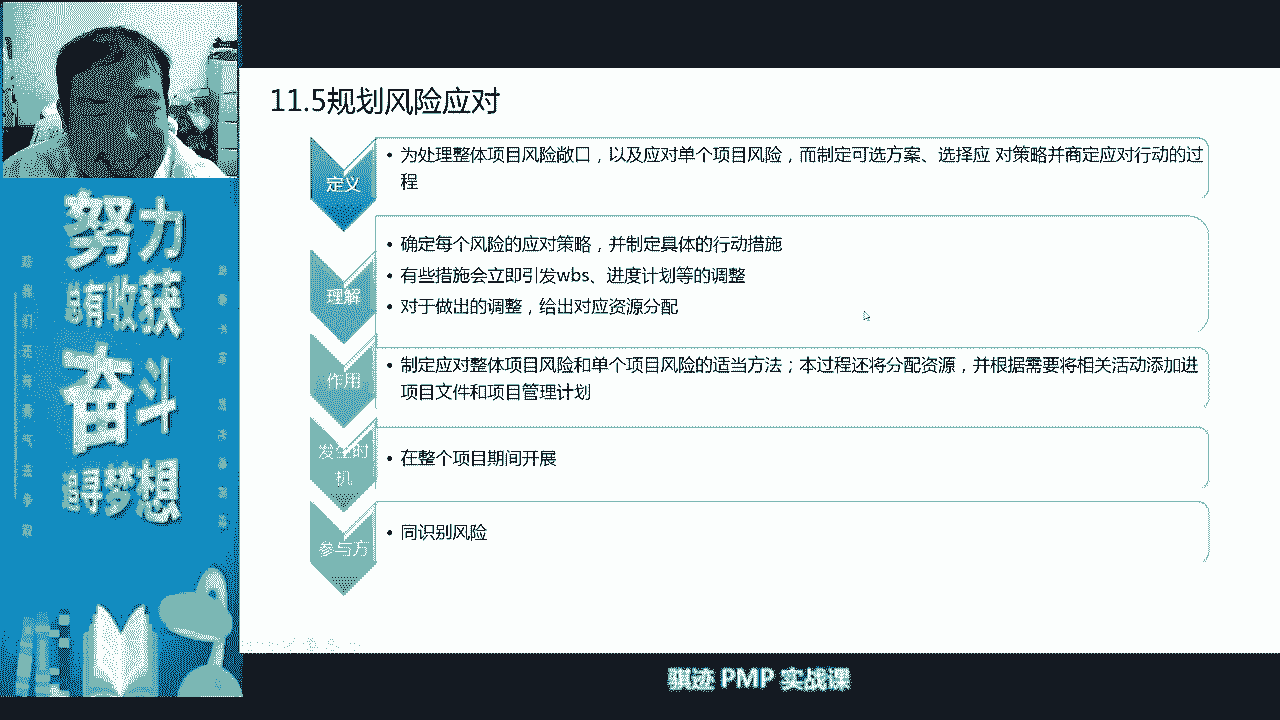 11.5规划风险应对
定义
• 为处理整体项目风险敞口，以及应对单个项目风险，而制定可选方案、选择应 对策略并商定应对行动的过
程
理解
• 确定每个风险的应对策略，并制定具体的行动措施
• 有些措施会立即引发wbs、进度计划等的调整
• 对于做出的调整，给出对应资源分配
作用
• 制定应对整体项目风险和单个项目风险的适当方法；本过程还将分配资源，并根据需要将相关活动添加进
项目文件和项目管理计划
发生时
机
• 在整个项目期间开展
参与方
• 同识别风险
努力
总有收获
奋斗
追寻梦想
骐迹 PMP 实战课